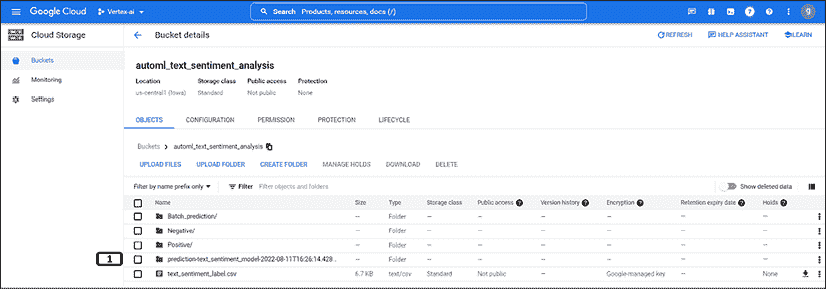 Google Cloud
Vertex-ai
Search Products, resources, docs (/)
Cloud Storage
Bucket details
REFRESH
HELP ASSISTANT
LEARN
Buckets
Monitoring
Settings
automl_text_sentiment_analysis
Location Storage class Public access Protection
us-central1 (Iowa) Standard Not public None
OBJECTS CONFIGURATION PERMISSION PROTECTION LIFECYCLE
Buckets > automl_text_sentiment_analysis
UPLOAD FILES UPLOAD FOLDER CREATE FOLDER MANAGE HOLDS DOWNLOAD DELETE
Filter by name prefix only Filter Filter objects and folders Show deleted data
Name Size Type Storage class Public access Version history Encryption Retention expiry date Holds
Batch_prediction/ — Folder — — — — — —
Negative/ — Folder — — — — — —
Positive/ — Folder — — — — — —
1 prediction-text_sentiment_model-2022-08-11T16:26:14.428... — Folder — — — — — —
text_sentiment_label.csv 6.7 KB text/csv Standard Not public — Google-managed key — None